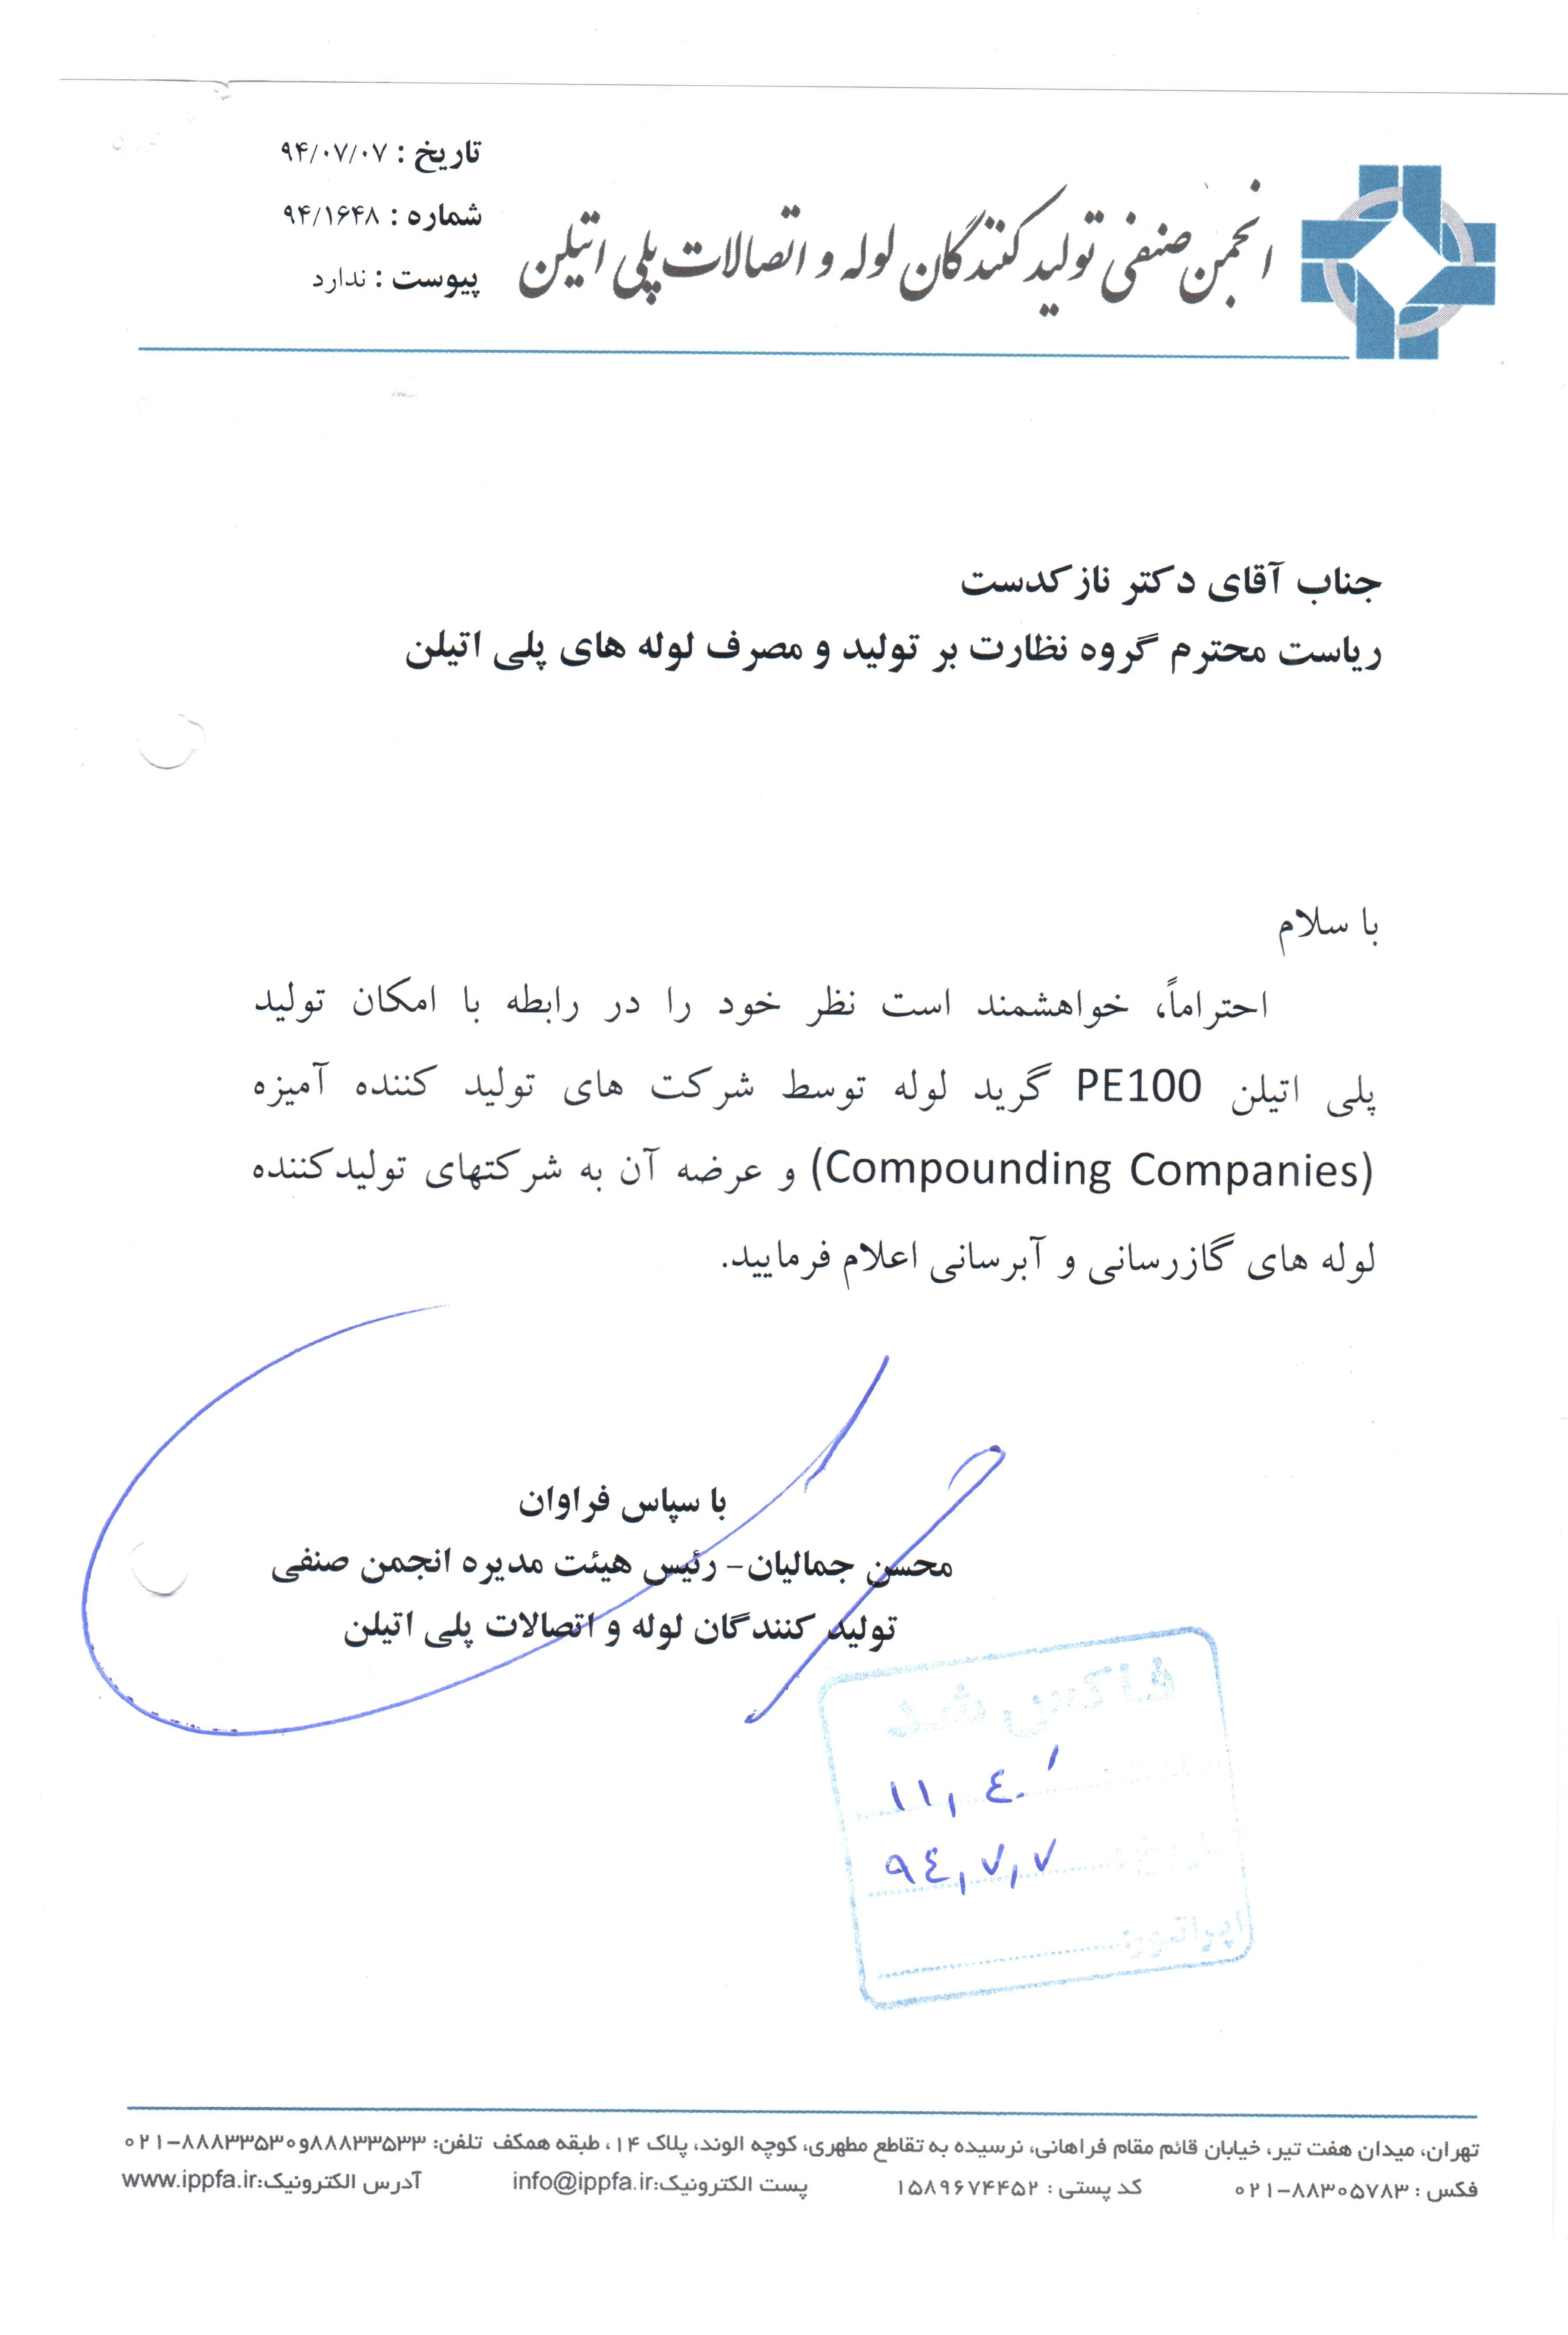 انجمن صنفی تولید کنندگان لوله و اتصالات پلی اتیلن
تاریخ : ۹۴/۰۷/۰۷
شماره : ۹۴/۱۶۴۸
پیوست : ندارد
جناب آقای دکتر نازکدست
ریاست محترم گروه نظارت بر تولید و مصرف لوله های پلی اتیلن
با سلام
احتراماً، خواهشمند است نظر خود را در رابطه با امکان تولید
پلی اتیلن PE100 گرید لوله توسط شرکت های تولید کننده آمیزه
(Compounding Companies) و عرضه آن به شرکتهای تولیدکننده
لوله های گازرسانی و آبرسانی اعلام فرمایید.
با سپاس فراوان
محسن جمالیان- رئیس هیئت مدیره انجمن صنفی
تولید کنندگان لوله و اتصالات پلی اتیلن
فاکس شد
۹٤,۷,۷
اپراتور:
تهران، میدان هفت تیر، خیابان قائم مقام فراهانی، نرسیده به تقاطع مطهری، کوچه الوند، پلاک ۱۴، طبقه همکف تلفن: ۸۸۸۳۳۵۳۳و۸۸۸۳۳۵۳۰-۰۲۱
فکس : ۸۸۳۰۵۷۸۳-۰۲۱ کد پستی : ۱۵۸۹۶۷۴۴۵۲ پست الکترونیک:info@ippfa.ir آدرس الکترونیک:www.ippfa.ir